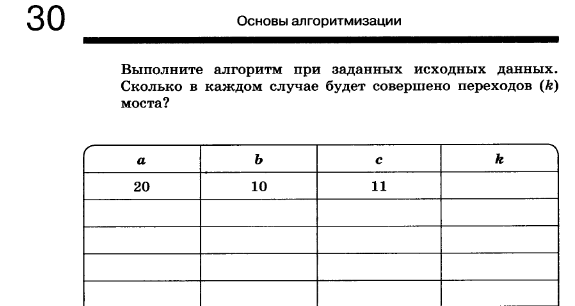 30
Основы алгоритмизации
Выполните алгоритм при заданных исходных данных.
Сколько в каждом случае будет совершено переходов (k)
моста?
a b c k
20 10 11